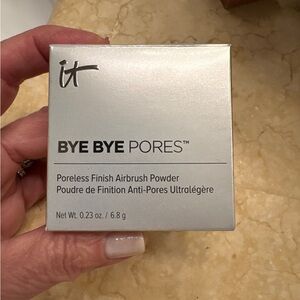 it
BYE BYE PORES™
Poreless Finish Airbrush Powder
Poudre de Finition Anti-Pores Ultralégère
Net Wt. 0.23 oz. / 6.8 g